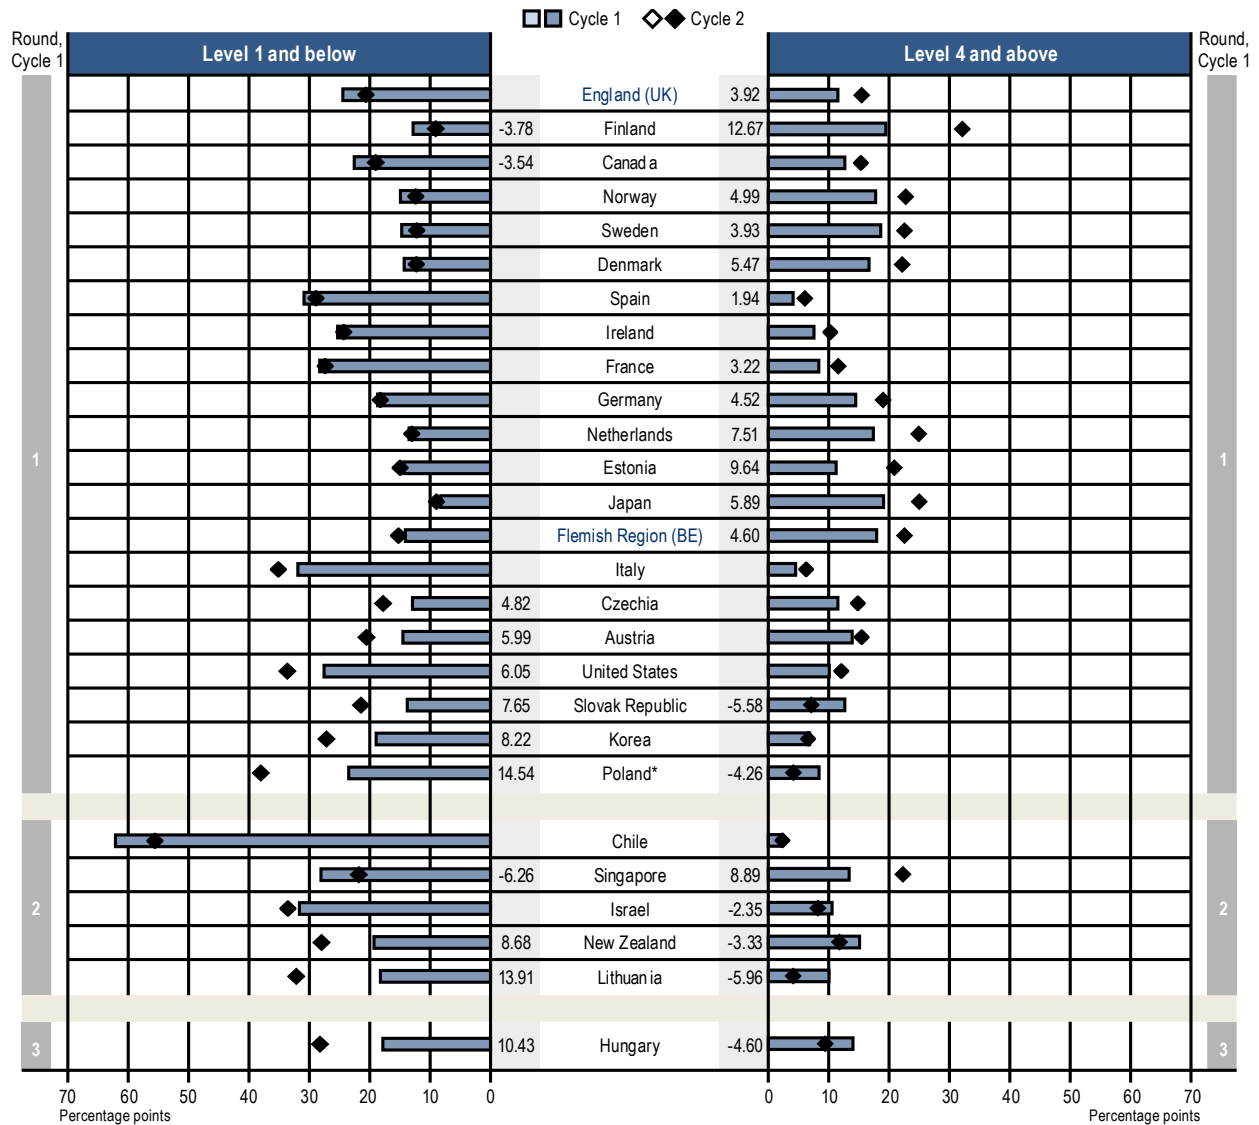 Cycle 1 Cycle 2
Round, Cycle 1
Level 1 and below
Level 4 and above
Round, Cycle 1
England (UK) 3.92
-3.78 Finland 12.67
-3.54 Canada
Norway 4.99
Sweden 3.93
Denmark 5.47
Spain 1.94
Ireland
France 3.22
Germany 4.52
Netherlands 7.51
1 1
Estonia 9.64
Japan 5.89
Flemish Region (BE) 4.60
Italy
4.82 Czechia
5.99 Austria
6.05 United States
7.65 Slovak Republic -5.58
8.22 Korea
14.54 Poland* -4.26
Chile
-6.26 Singapore 8.89
2 Israel -2.35 2
8.68 New Zealand -3.33
13.91 Lithuania -5.96
3 10.43 Hungary -4.60 3
70 60 50 40 30 20 10 0 0 10 20 30 40 50 60 70
Percentage points Percentage points